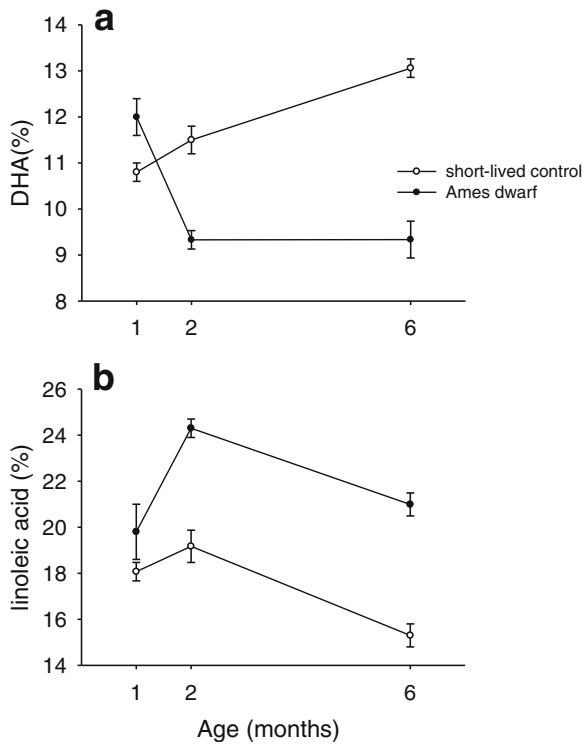 a
14
13
12
11
10
9
8
DHA(%)
short-lived control
Ames dwarf
1 2 6
b
26
24
22
20
18
16
14
linoleic acid (%)
1 2 6
Age (months)